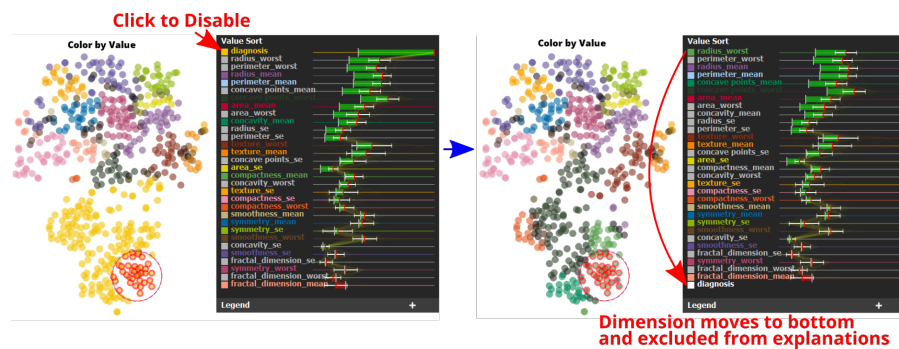 Click to Disable
Color by Value
Value Sort
diagnosis
radius_worst
perimeter_worst
radius_mean
perimeter_mean
concave points_mean
concave points_worst
area_mean
area_worst
concavity_mean
radius_se
perimeter_se
texture_worst
texture_mean
concave points_se
area_se
compactness_mean
concavity_worst
texture_se
compactness_se
compactness_worst
smoothness_mean
symmetry_mean
symmetry_se
smoothness_worst
concavity_se
smoothness_se
fractal_dimension_se
symmetry_worst
fractal_dimension_worst
fractal_dimension_mean
Legend +
Color by Value
Value Sort
radius_worst
perimeter_worst
radius_mean
perimeter_mean
concave points_mean
concave points_worst
area_mean
area_worst
concavity_mean
radius_se
perimeter_se
texture_worst
texture_mean
concave points_se
area_se
compactness_mean
concavity_worst
texture_se
compactness_se
compactness_worst
smoothness_mean
symmetry_mean
symmetry_se
smoothness_worst
concavity_se
smoothness_se
fractal_dimension_se
symmetry_worst
fractal_dimension_worst
fractal_dimension_mean
diagnosis
Legend +
Dimension moves to bottom
and excluded from explanations